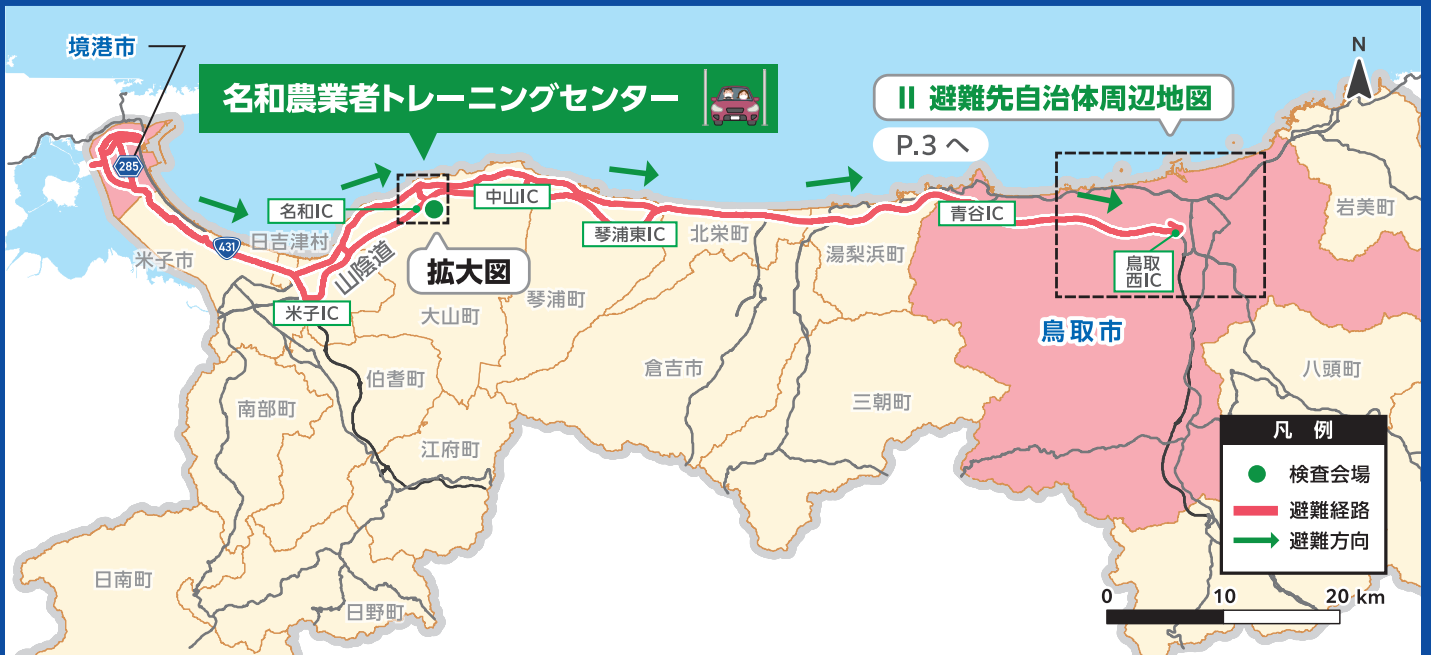 境港市
名和農業者トレーニングセンター
II 避難先自治体周辺地図
P.3 へ
N
285
名和IC
中山IC
青谷IC
岩美町
431
日吉津村
琴浦東IC
北栄町
湯梨浜町
米子市
山陰道
拡大図
鳥取
西IC
琴浦町
米子IC
大山町
鳥取市
倉吉市
八頭町
伯耆町
南部町
三朝町
江府町
凡 例
検査会場
避難経路
避難方向
日南町
日野町
0 10 20 km